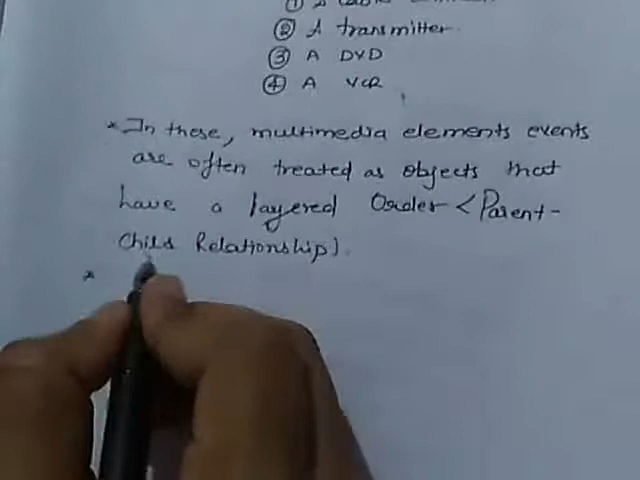 ② A transmitter
③ A DVD
④ A VCR
* In these, multimedia elements events
are often treated as objects that
have a layered Order < Parent-
Child Relationship).
*